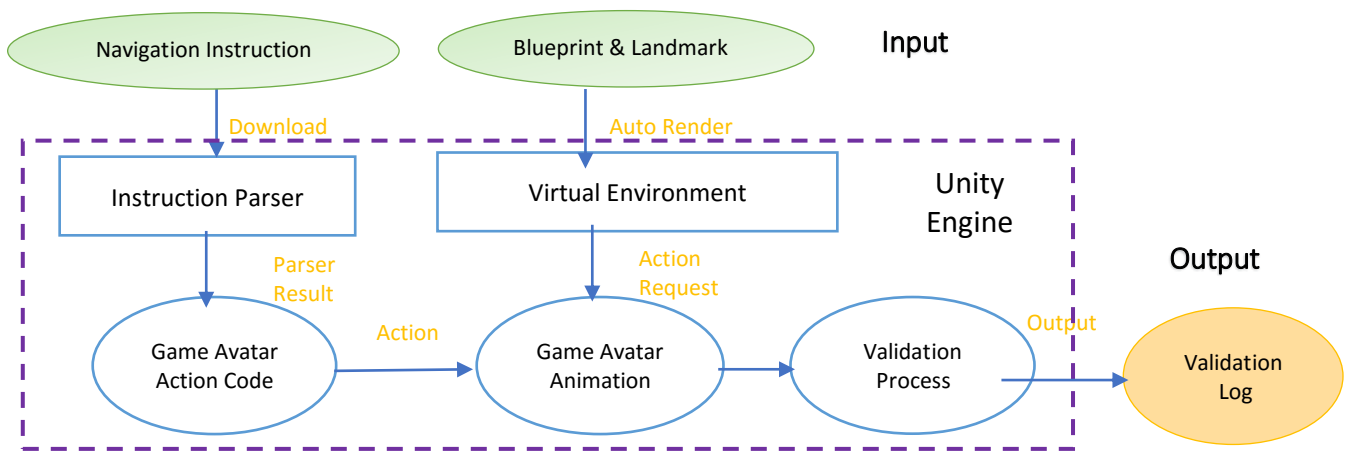 Navigation Instruction
Blueprint & Landmark
Input
Download
Auto Render
Instruction Parser
Virtual Environment
Unity
Engine
Parser
Result
Action
Request
Output
Game Avatar
Action Code
Action
Game Avatar
Animation
Validation
Process
Output
Validation
Log